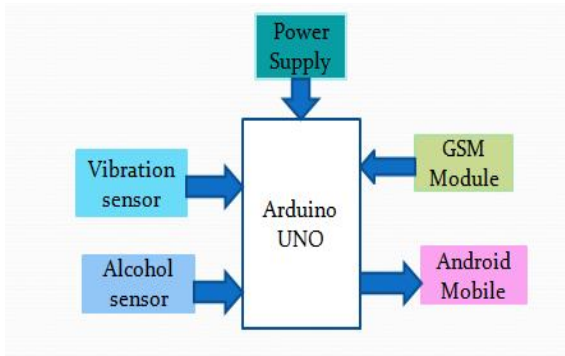 Power
Supply
Vibration
sensor
GSM
Module
Arduino
UNO
Alcohol
sensor
Android
Mobile